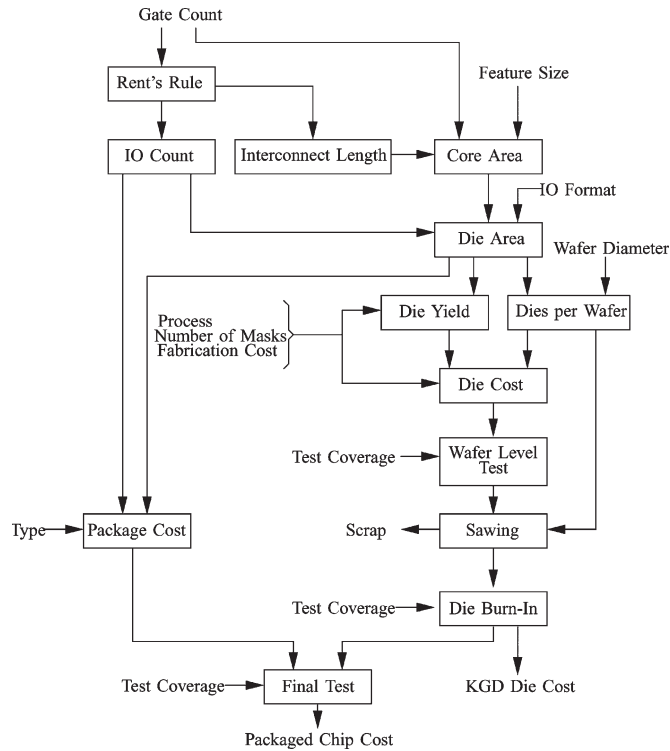 Gate Count
Feature Size
Rent's Rule
IO Count
Interconnect Length
Core Area
IO Format
Die Area
Wafer Diameter
Process
Number of Masks
Fabrication Cost
Die Yield
Dies per Wafer
Die Cost
Test Coverage
Wafer Level
Test
Type
Package Cost
Scrap
Sawing
Test Coverage
Die Burn-In
Test Coverage
Final Test
KGD Die Cost
Packaged Chip Cost